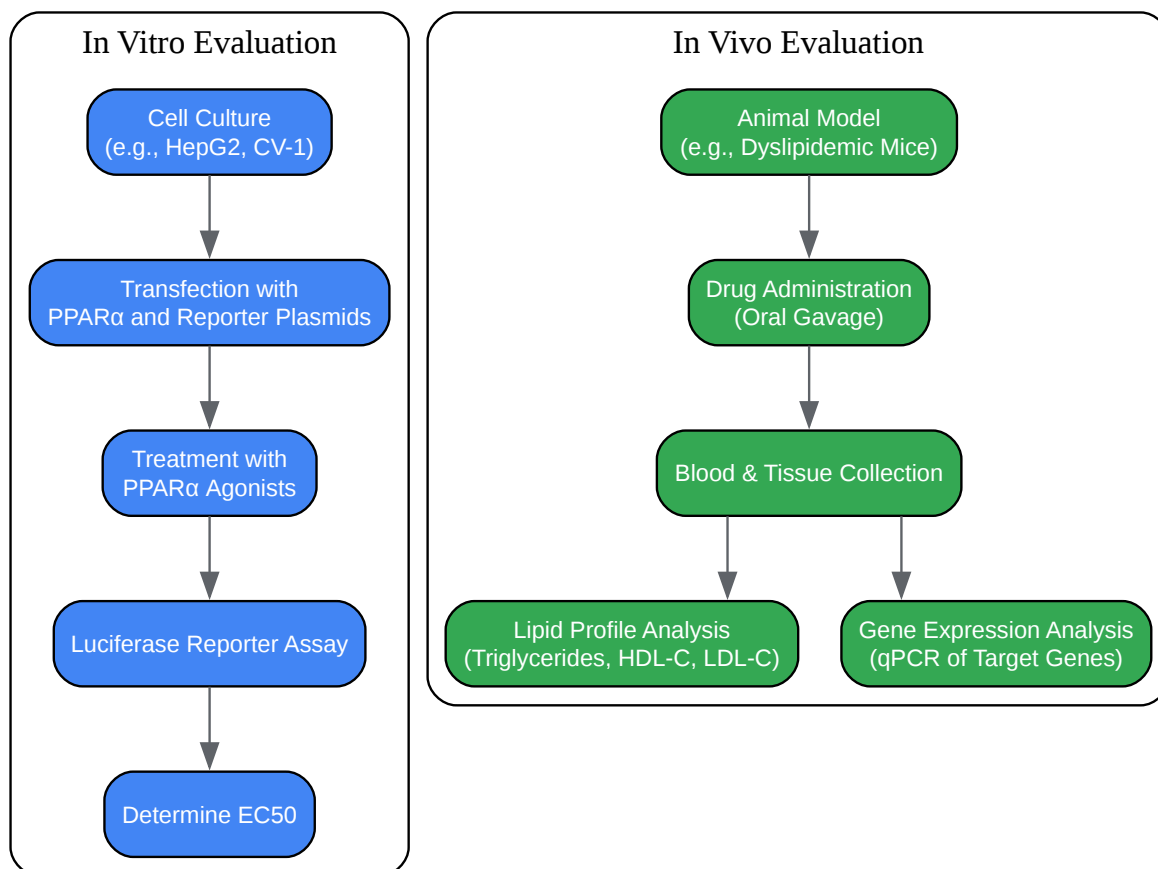 In Vitro Evaluation
Cell Culture
(e.g., HepG2, CV-1)
Transfection with
PPARα and Reporter Plasmids
Treatment with
PPARα Agonists
Luciferase Reporter Assay
Determine EC50
In Vivo Evaluation
Animal Model
(e.g., Dyslipidemic Mice)
Drug Administration
(Oral Gavage)
Blood & Tissue Collection
Lipid Profile Analysis
(Triglycerides, HDL-C, LDL-C)
Gene Expression Analysis
(qPCR of Target Genes)